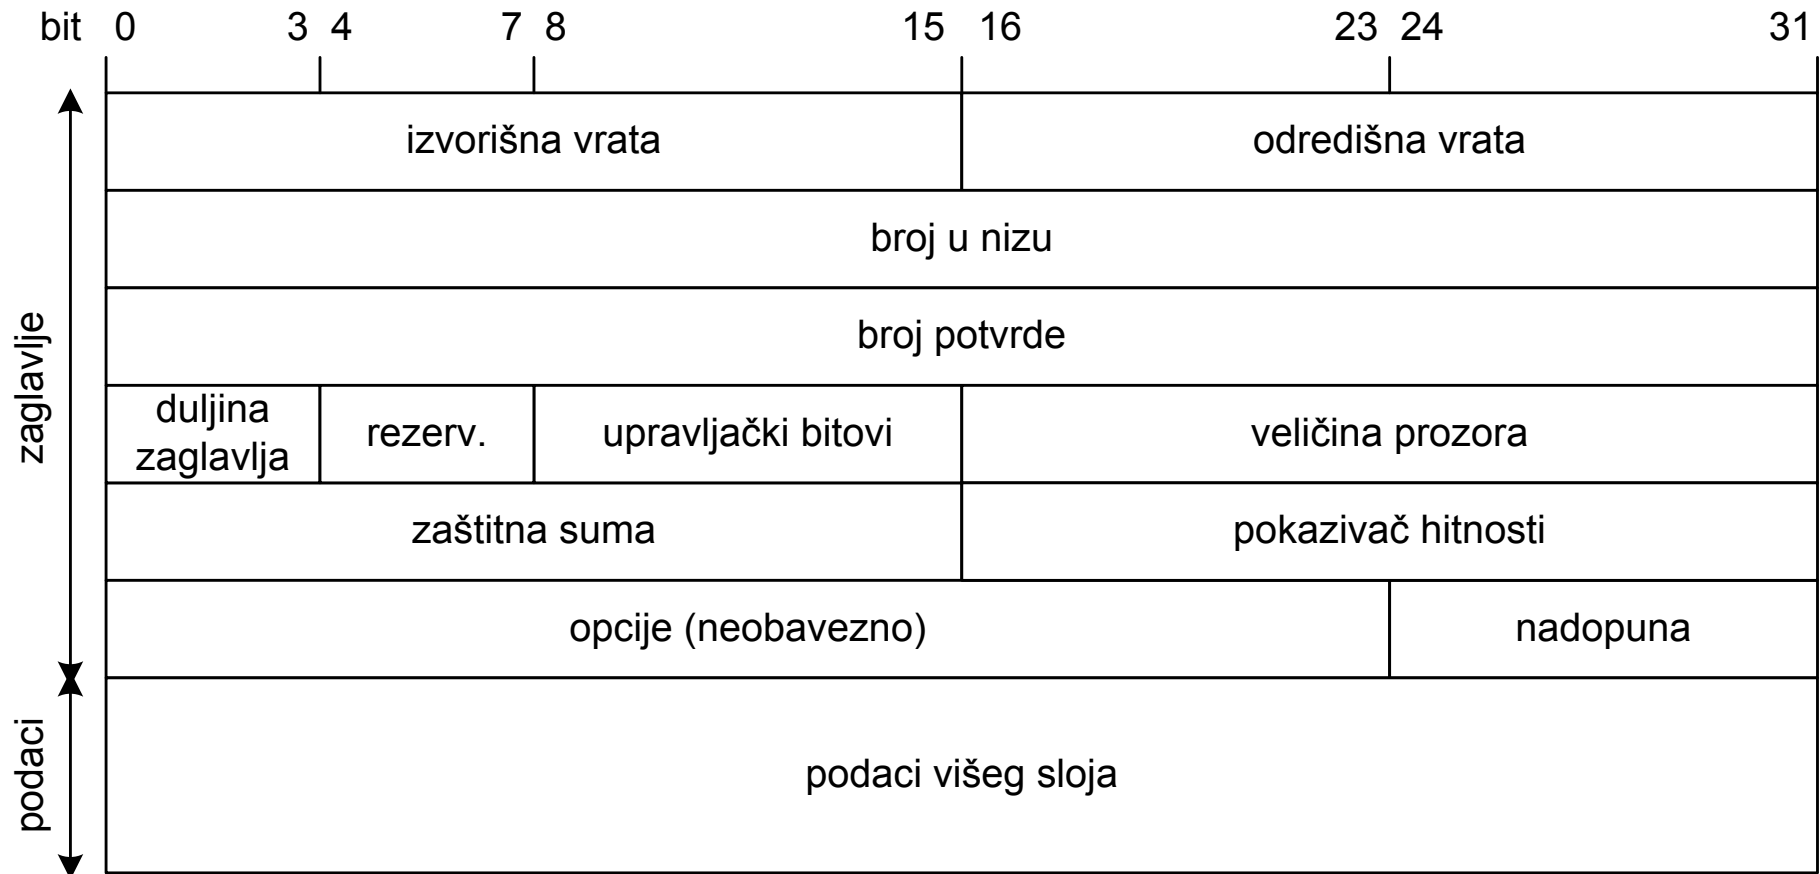 bit 0 3 4 7 8 15 16 23 24 31
izvorišna vrata odredišna vrata
broj u nizu
broj potvrde
zaglavlje
duljina
zaglavlja
rezerv. upravljački bitovi veličina prozora
zaštitna suma pokazivač hitnosti
opcije (neobavezno) nadopuna
podaci
podaci višeg sloja